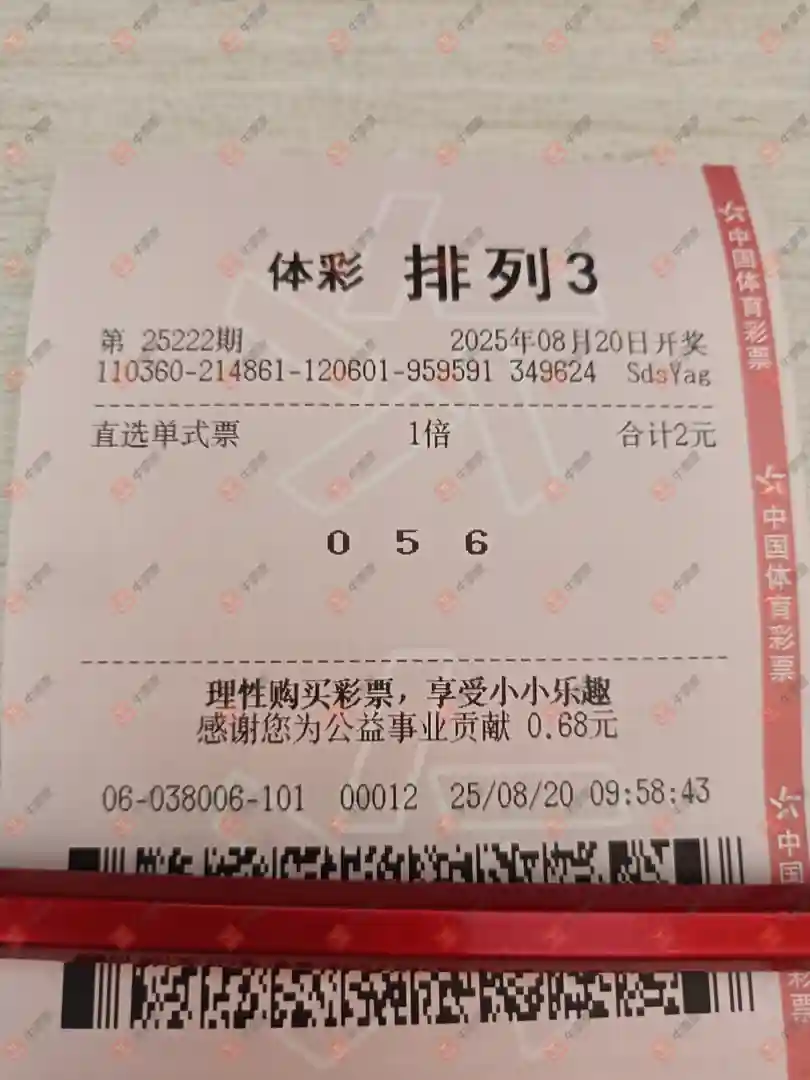 体彩 排列3
第 25222期 2025年08月20日开奖
110360-214861-120601-959591 349624 SdsYag
直选单式票 1倍 合计2元
0 5 6
理性购买彩票，享受小小乐趣
感谢您为公益事业贡献 0.68元
06-038006-101 00012 25/08/20 09:58:43
中国体育彩票
中国体育彩票
中国
彩票